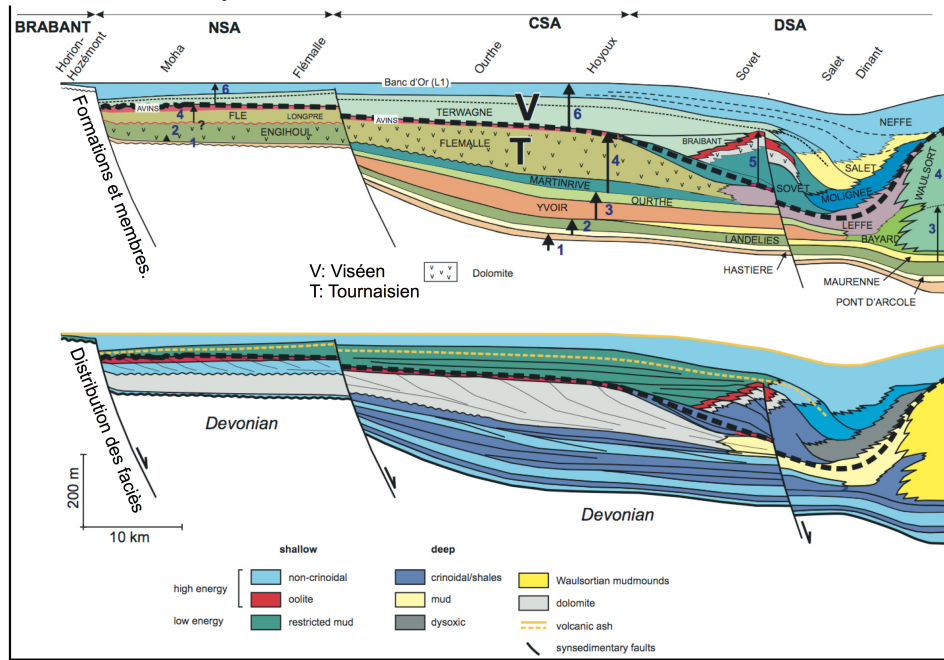 BRABANT NSA CSA DSA
Horion-
Hozémont
Moha
Flémalle
Ourthe
Hoyoux
Sovet
Salet
Dinant
Formations et membres.
Banc d'Or (L1)
6
AVINS
4
?
FLE
LONGPRE
2
ENGIHOUL
1
AVINS
TERWAGNE
V
6
FLEMALLE
T
4
MARTINRIVE
OURTHE
3
YVOIR
2
1
LANDELIES
HASTIERE
BRAIBANT
5
SOVET
NEFFE
SALET
MOLIGNEE
LEFFE
BAYARD
WAULSORT
4
3
MAURENNE
PONT D'ARCOLE
V: Viséen
T: Tournaisien
v v v
v v
Dolomite
Distribution des faciès
Devonian
Devonian
200 m
10 km
shallow
deep
high energy
low energy
non-crinoidal
oolite
restricted mud
crinoidal/shales
mud
dysoxic
Waulsortian mudmounds
dolomite
volcanic ash
synsedimentary faults